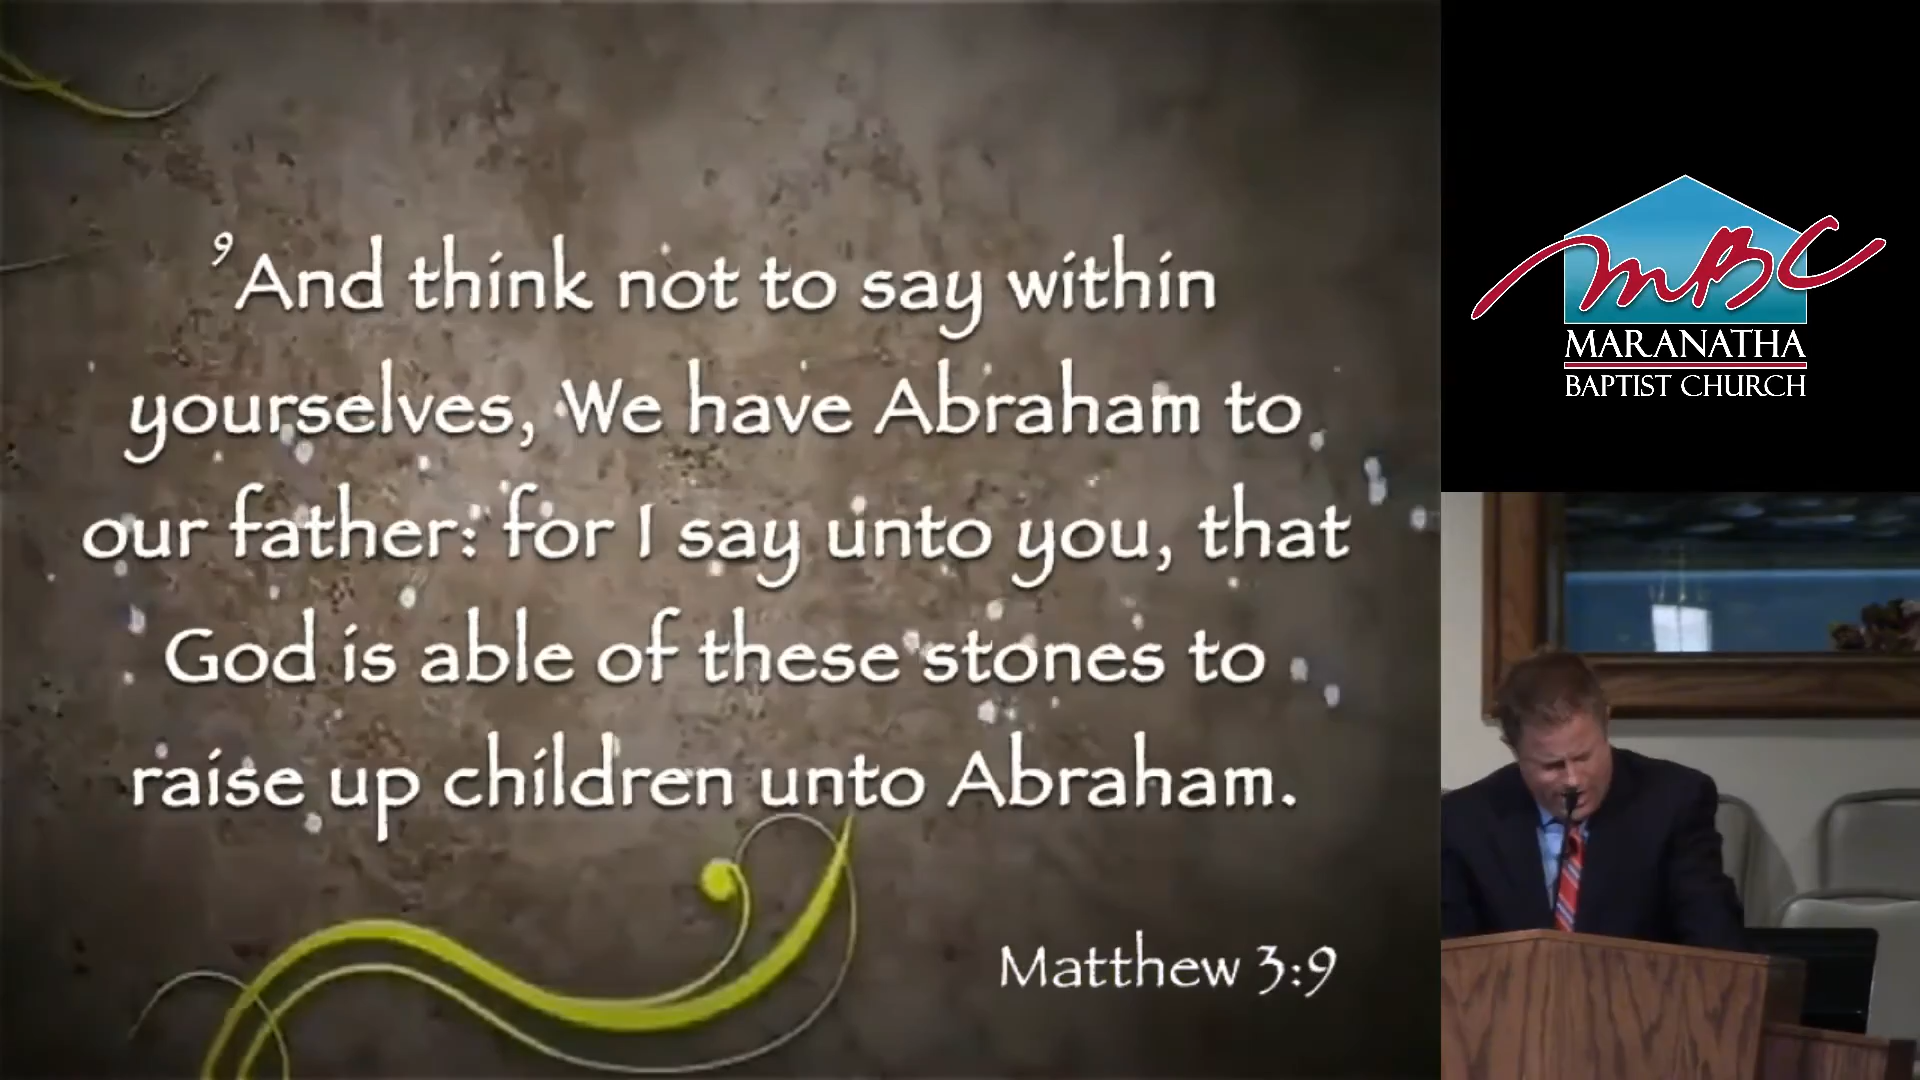 9And think not to say within
yourselves, We have Abraham to
our father: for I say unto you, that
God is able of these stones to
raise up children unto Abraham.
Matthew 3:9
MBC
MARANATHA
BAPTIST CHURCH